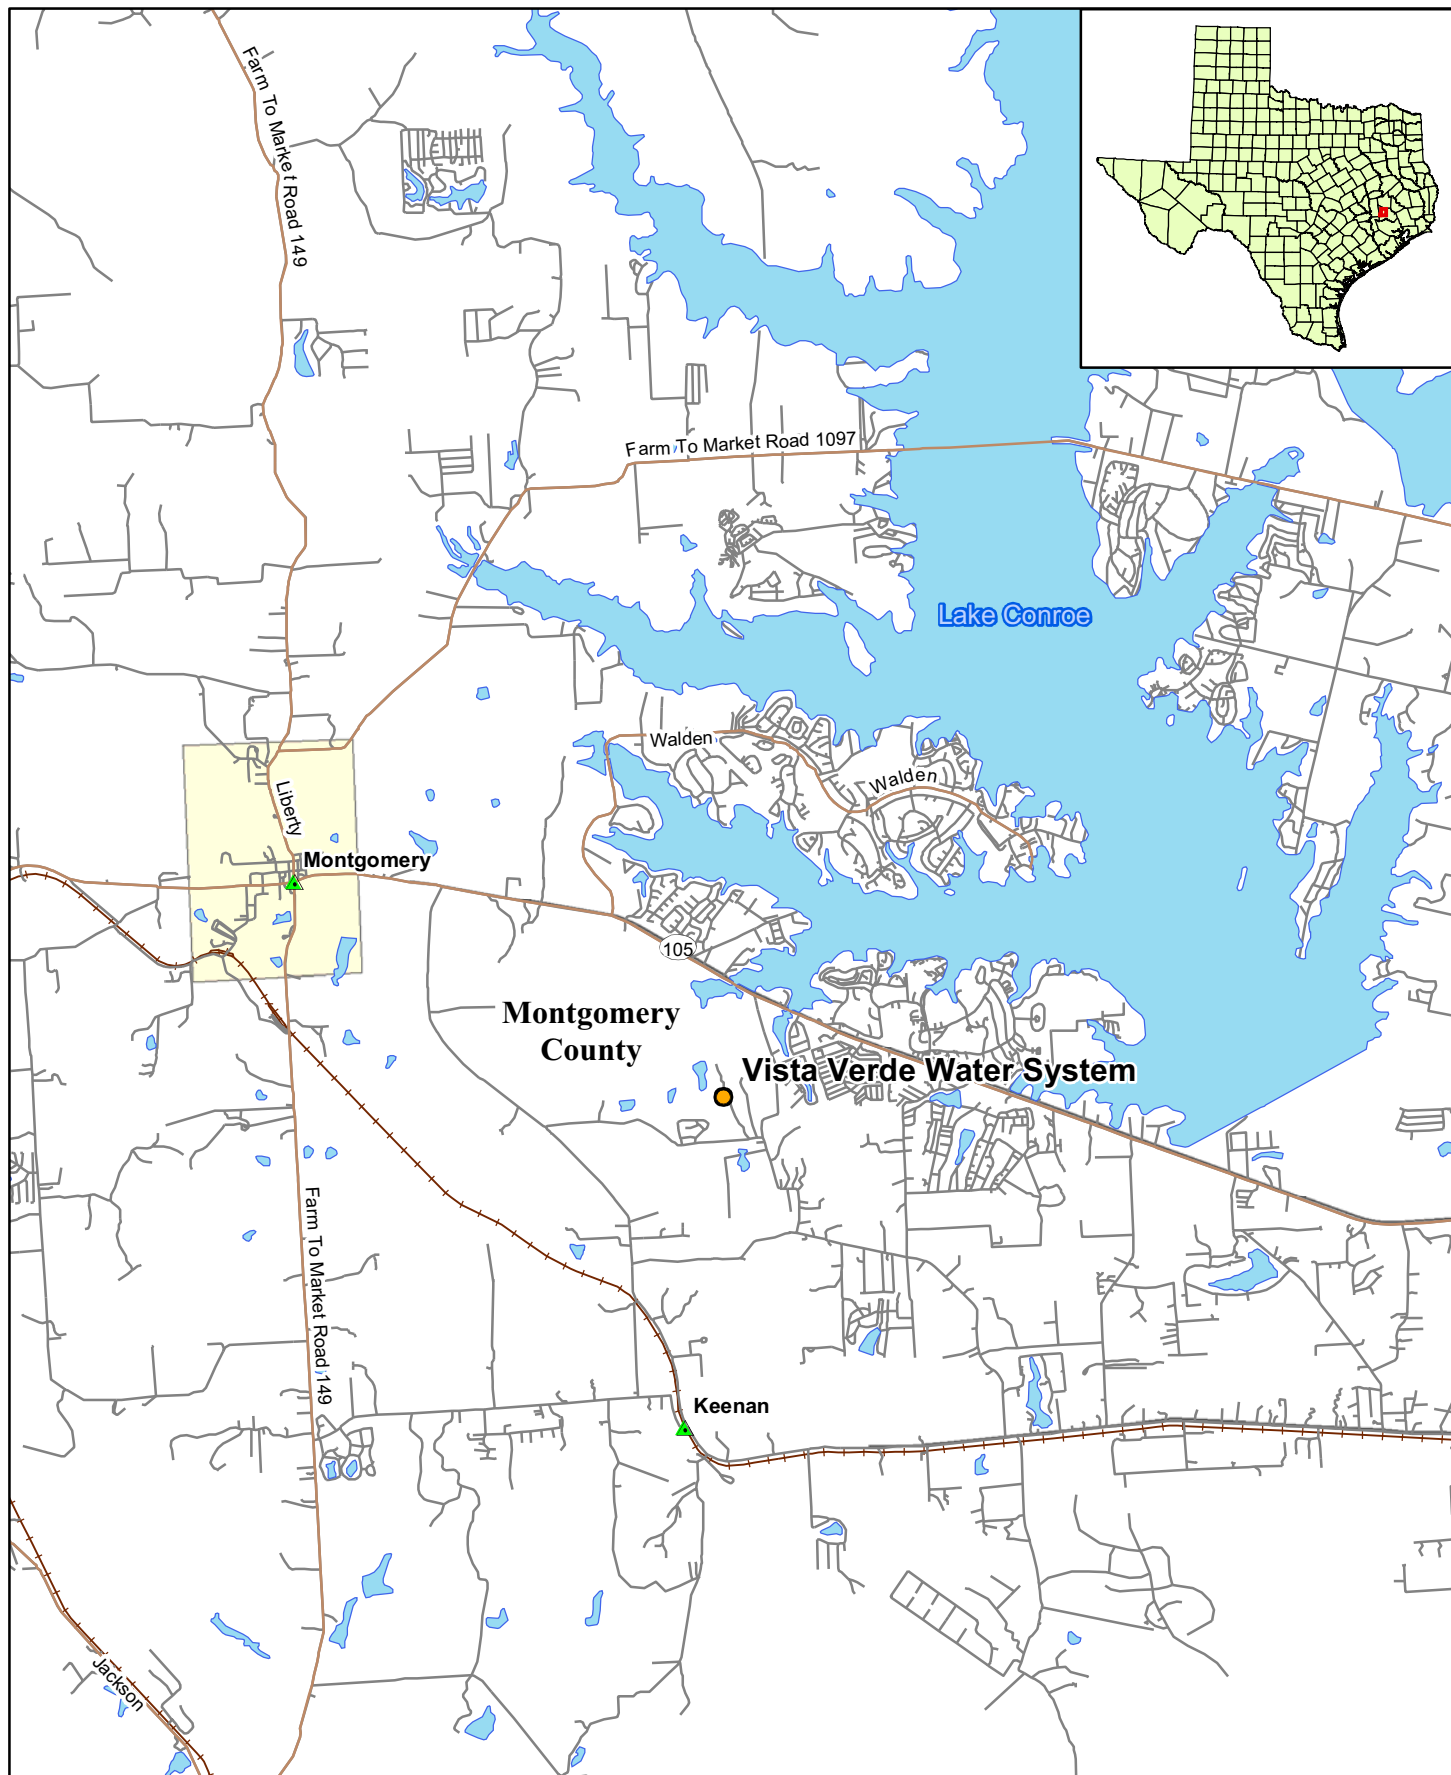 Farm To Market Road 149
Farm To Market Road 1097
Lake Conroe
Walden
Walden
Liberty
Montgomery
105
Montgomery
County
Vista Verde Water System
Farm To Market Road 149
Keenan
Jackson